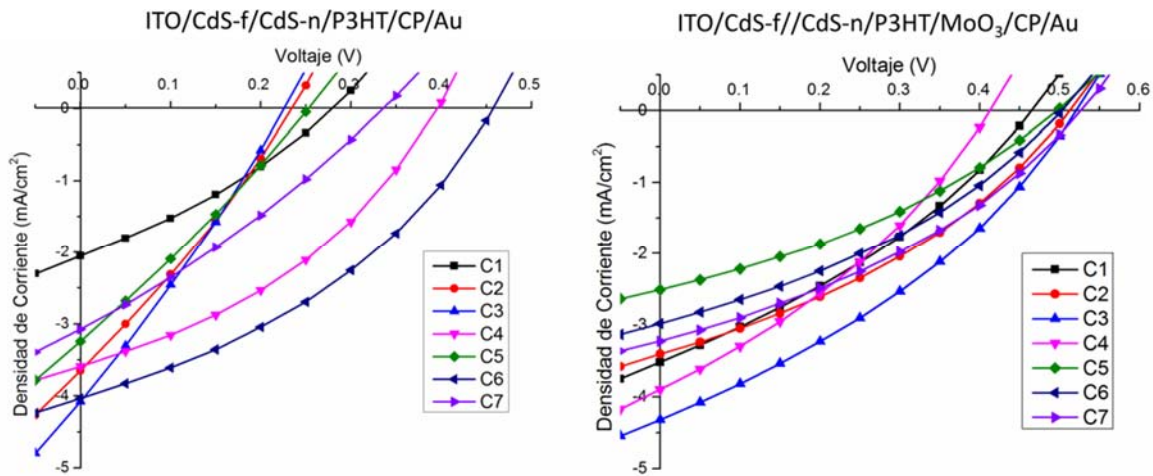 ITO/CdS-f/CdS-n/P3HT/CP/Au
Voltaje (V)
0.0 0.1 0.2 0.3 0.4 0.5
0
-1
-2
-3
-4
-5
Densidad de Corriente (mA/cm²)
C1
C2
C3
C4
C5
C6
C7
ITO/CdS-f//CdS-n/P3HT/MoO₃/CP/Au
Voltaje (V)
0.0 0.1 0.2 0.3 0.4 0.5 0.6
0
-1
-2
-3
-4
-5
Densidad de Corriente (mA/cm²)
C1
C2
C3
C4
C5
C6
C7